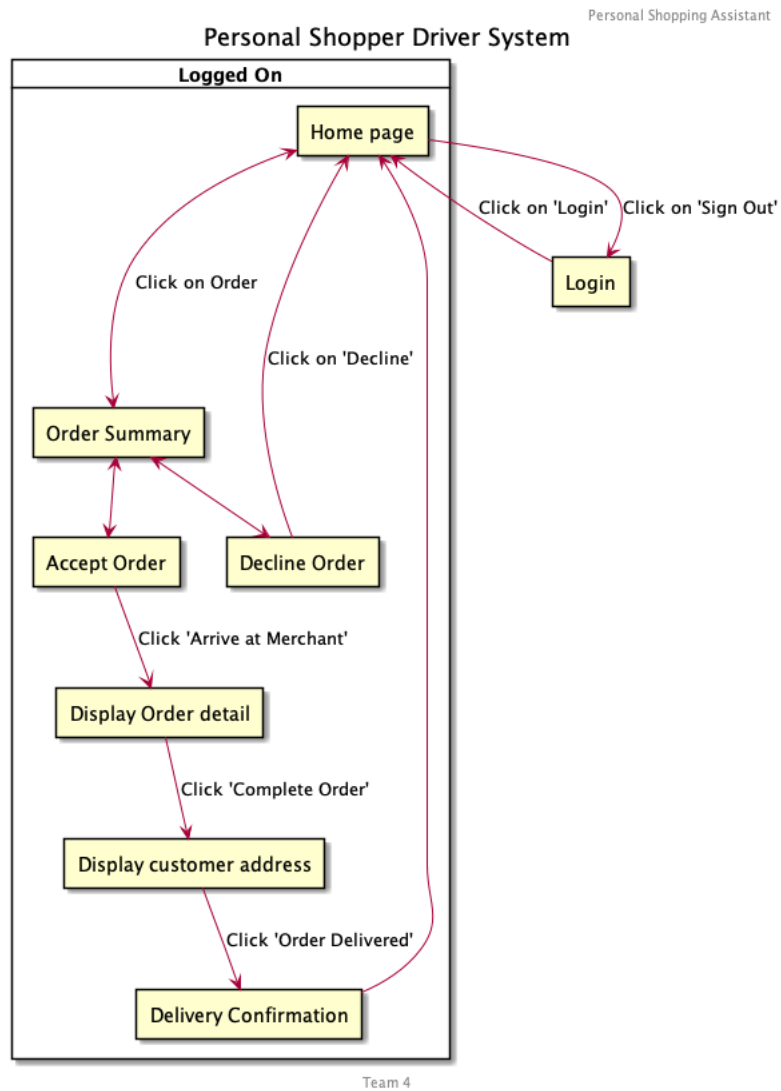 Personal Shopping Assistant
Personal Shopper Driver System
Logged On
Home page
Click on 'Login'
Click on 'Sign Out'
Login
Click on Order
Click on 'Decline'
Order Summary
Accept Order
Decline Order
Click 'Arrive at Merchant'
Display Order detail
Click 'Complete Order'
Display customer address
Click 'Order Delivered'
Delivery Confirmation
Team 4